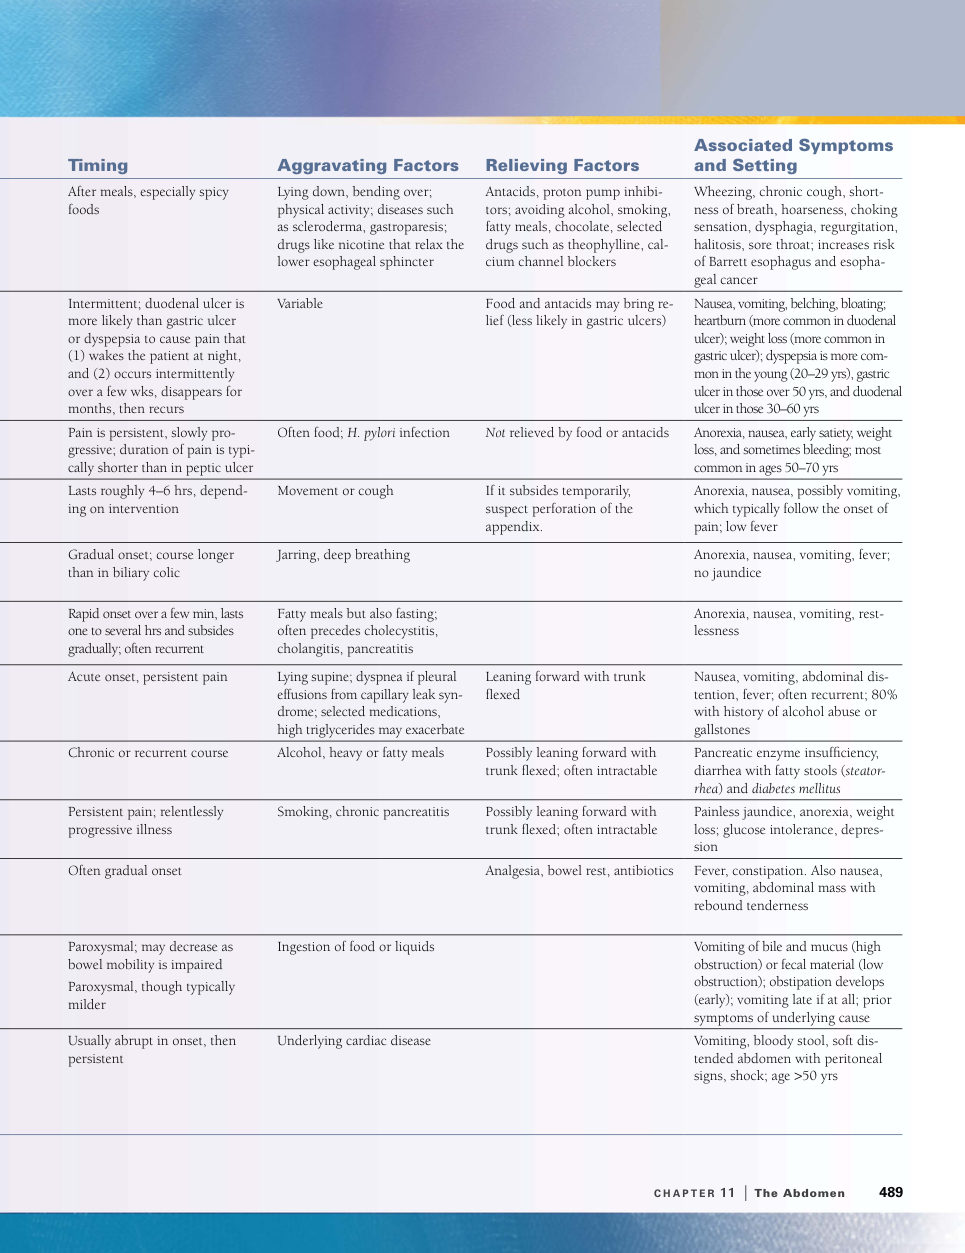 Timing
Aggravating Factors
Relieving Factors
Associated Symptoms
and Setting
After meals, especially spicy
foods
Lying down, bending over;
physical activity; diseases such
as scleroderma, gastroparesis;
drugs like nicotine that relax the
lower esophageal sphincter
Antacids, proton pump inhibi-
tors; avoiding alcohol, smoking,
fatty meals, chocolate, selected
drugs such as theophylline, cal-
cium channel blockers
Wheezing, chronic cough, short-
ness of breath, hoarseness, choking
sensation, dysphagia, regurgitation,
halitosis, sore throat; increases risk
of Barrett esophagus and esopha-
geal cancer
Intermittent; duodenal ulcer is
more likely than gastric ulcer
or dyspepsia to cause pain that
(1) wakes the patient at night,
and (2) occurs intermittently
over a few wks, disappears for
months, then recurs
Variable
Food and antacids may bring re-
lief (less likely in gastric ulcers)
Nausea, vomiting, belching, bloating;
heartburn (more common in duodenal
ulcer); weight loss (more common in
gastric ulcer); dyspepsia is more com-
mon in the young (20–29 yrs), gastric
ulcer in those over 50 yrs, and duodenal
ulcer in those 30–60 yrs
Pain is persistent, slowly pro-
gressive; duration of pain is typi-
cally shorter than in peptic ulcer
Often food; H. pylori infection
Not relieved by food or antacids
Anorexia, nausea, early satiety, weight
loss, and sometimes bleeding; most
common in ages 50–70 yrs
Lasts roughly 4–6 hrs, depend-
ing on intervention
Movement or cough
If it subsides temporarily,
suspect perforation of the
appendix.
Anorexia, nausea, possibly vomiting,
which typically follow the onset of
pain; low fever
Gradual onset; course longer
than in biliary colic
Jarring, deep breathing
Anorexia, nausea, vomiting, fever;
no jaundice
Rapid onset over a few min, lasts
one to several hrs and subsides
gradually; often recurrent
Fatty meals but also fasting;
often precedes cholecystitis,
cholangitis, pancreatitis
Anorexia, nausea, vomiting, rest-
lessness
Acute onset, persistent pain
Lying supine; dyspnea if pleural
effusions from capillary leak syn-
drome; selected medications,
high triglycerides may exacerbate
Leaning forward with trunk
flexed
Nausea, vomiting, abdominal dis-
tention, fever; often recurrent; 80%
with history of alcohol abuse or
gallstones
Chronic or recurrent course
Alcohol, heavy or fatty meals
Possibly leaning forward with
trunk flexed; often intractable
Pancreatic enzyme insufficiency,
diarrhea with fatty stools (steator-
rhea) and diabetes mellitus
Persistent pain; relentlessly
progressive illness
Smoking, chronic pancreatitis
Possibly leaning forward with
trunk flexed; often intractable
Painless jaundice, anorexia, weight
loss; glucose intolerance, depres-
sion
Often gradual onset
Analgesia, bowel rest, antibiotics
Fever, constipation. Also nausea,
vomiting, abdominal mass with
rebound tenderness
Paroxysmal; may decrease as
bowel mobility is impaired
Paroxysmal, though typically
milder
Ingestion of food or liquids
Vomiting of bile and mucus (high
obstruction) or fecal material (low
obstruction); obstipation develops
(early); vomiting late if at all; prior
symptoms of underlying cause
Usually abrupt in onset, then
persistent
Underlying cardiac disease
Vomiting, bloody stool, soft dis-
tended abdomen with peritoneal
signs, shock; age >50 yrs
CHAPTER 11 | The Abdomen 489